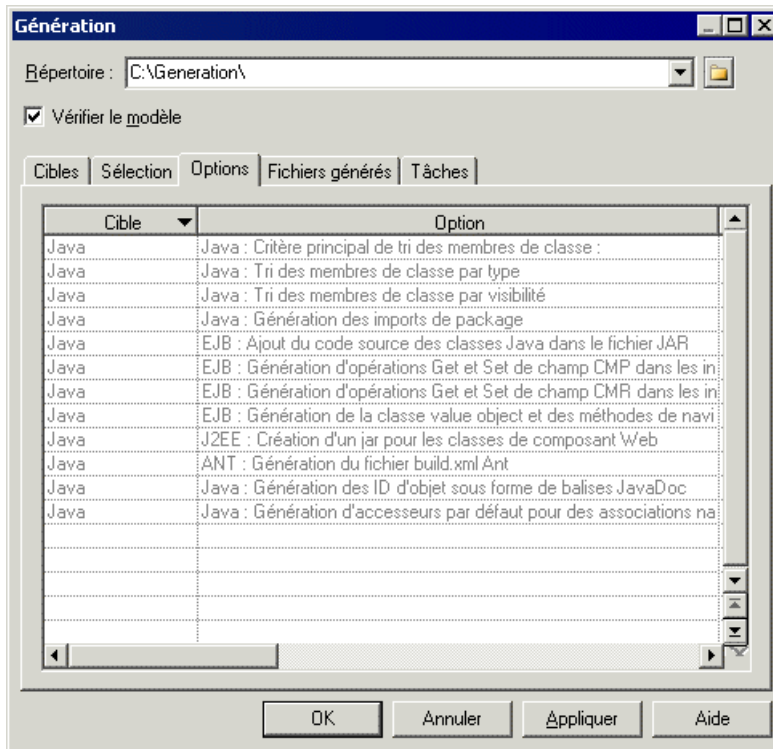 Génération
Répertoire : C:\Generation\
Vérifier le modèle
Cibles Sélection Options Fichiers générés Tâches
Cible Option
Java Java : Critère principal de tri des membres de classe :
Java Java : Tri des membres de classe par type
Java Java : Tri des membres de classe par visibilité
Java Java : Génération des imports de package
Java EJB : Ajout du code source des classes Java dans le fichier JAR
Java EJB : Génération d'opérations Get et Set de champ CMP dans les in
Java EJB : Génération d'opérations Get et Set de champ CMR dans les in
Java EJB : Génération de la classe value object et des méthodes de navi
Java J2EE : Création d'un jar pour les classes de composant Web
Java ANT : Génération du fichier build.xml Ant
Java Java : Génération des ID d'objet sous forme de balises JavaDoc
Java Java : Génération d'accesseurs par défaut pour des associations na
OK Annuler Appliquer Aide